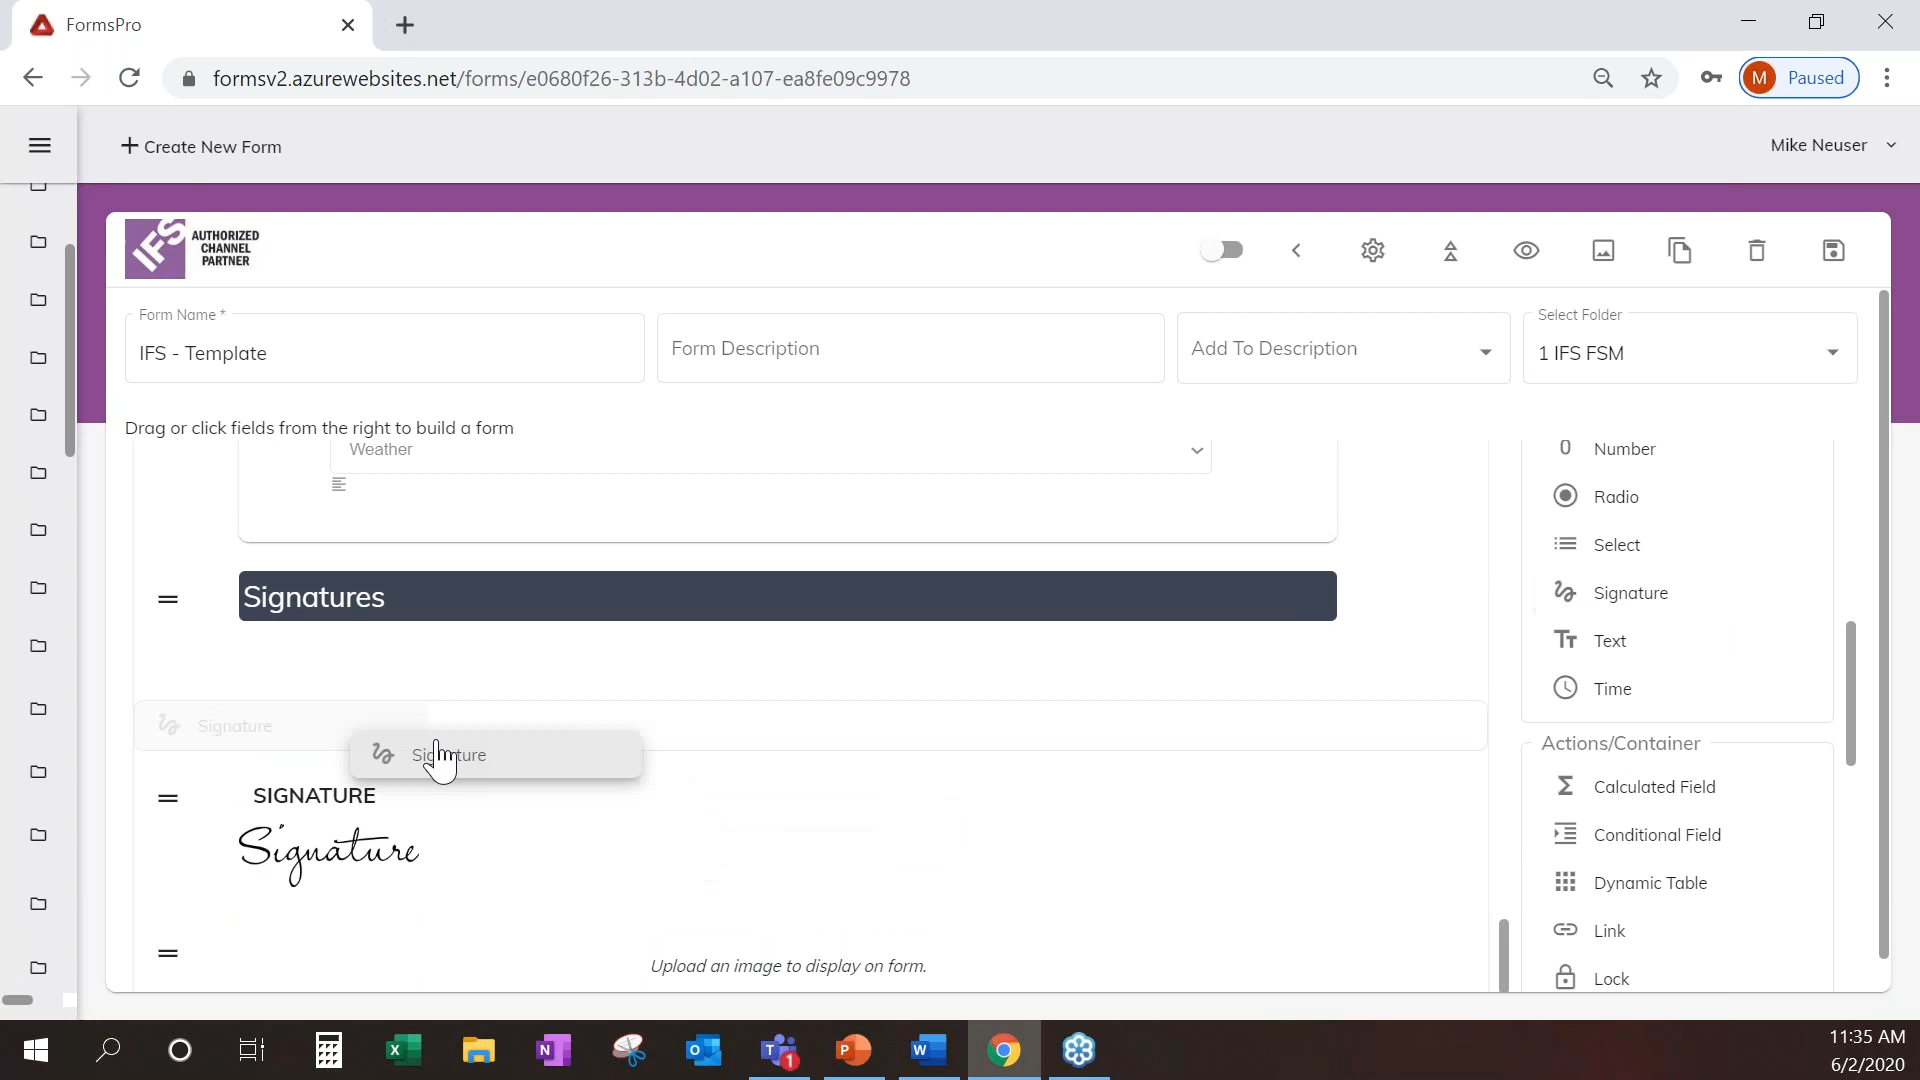 FormsPro
formsv2.azurewebsites.net/forms/e0680f26-313b-4d02-a107-ea8fe09c9978
M Paused
+ Create New Form
Mike Neuser
IFS
AUTHORIZED
CHANNEL
PARTNER
Form Name *
IFS - Template
Form Description
Add To Description
Select Folder
1 IFS FSM
Drag or click fields from the right to build a form
Weather
Signatures
Signature
Signature
SIGNATURE
Signature
Upload an image to display on form.
Number
Radio
Select
Signature
Text
Time
Actions/Container
Calculated Field
Conditional Field
Dynamic Table
Link
Lock
11:35 AM
6/2/2020